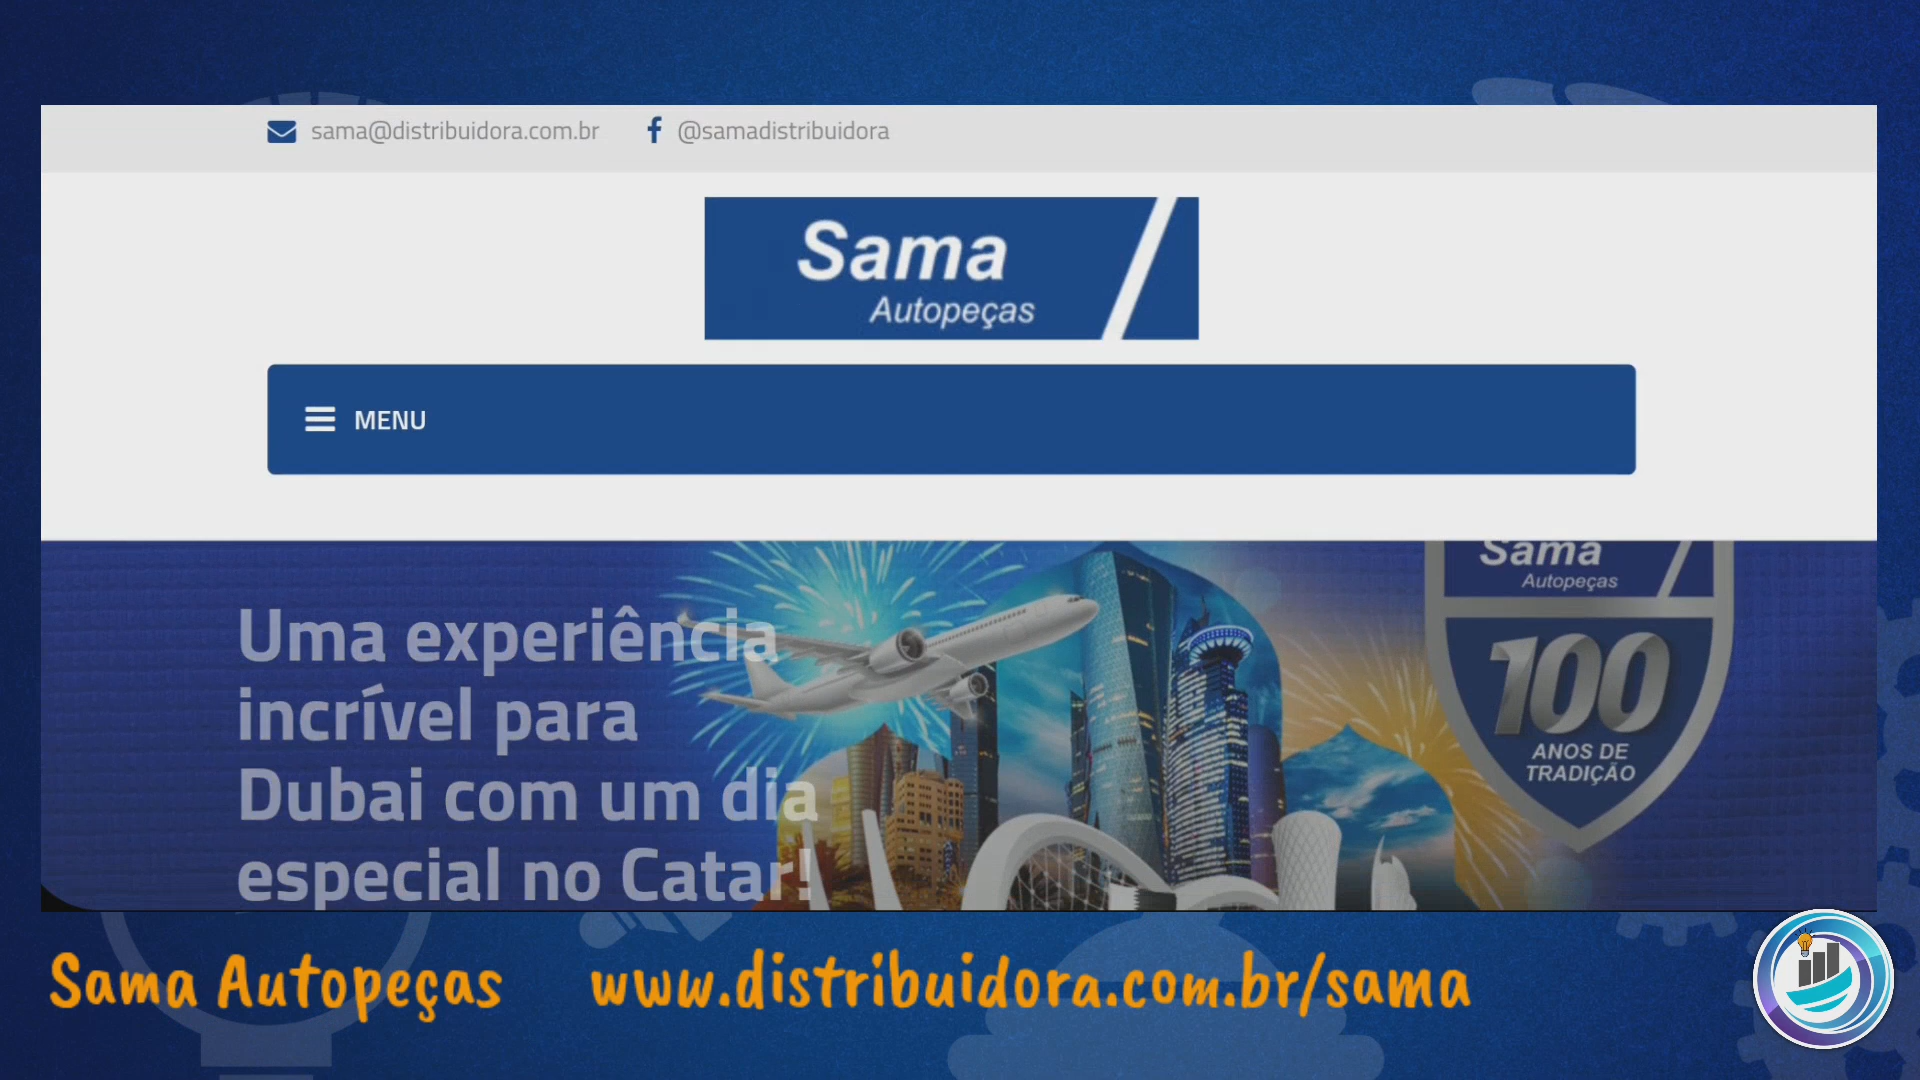 sama@distribuidora.com.br @samadistribuidora
Sama
Autopeças
MENU
Sama
Autopeças
100
ANOS DE
TRADIÇÃO
Uma experiência
incrível para
Dubai com um dia
especial no Catar!
Sama Autopeças www.distribuidora.com.br/sama